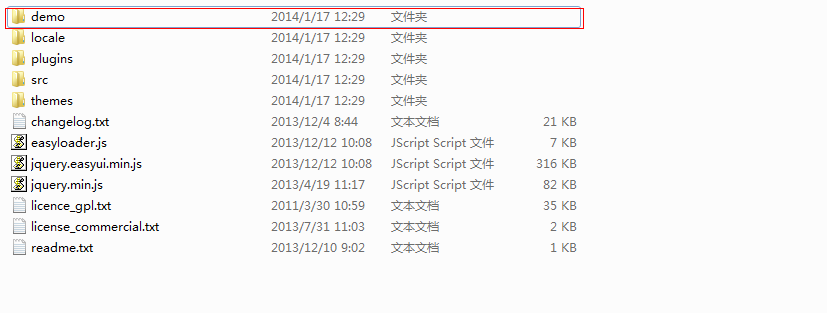 demo 2014/1/17 12:29 文件夹
locale 2014/1/17 12:29 文件夹
plugins 2014/1/17 12:29 文件夹
src 2014/1/17 12:29 文件夹
themes 2014/1/17 12:29 文件夹
changelog.txt 2013/12/4 8:44 文本文档 21 KB
easyloader.js 2013/12/12 10:08 JScript Script 文件 7 KB
jquery.easyui.min.js 2013/12/12 10:08 JScript Script 文件 316 KB
jquery.min.js 2013/4/19 11:17 JScript Script 文件 82 KB
licence_gpl.txt 2011/3/30 10:59 文本文档 35 KB
license_commercial.txt 2013/7/31 11:03 文本文档 2 KB
readme.txt 2013/12/10 9:02 文本文档 1 KB